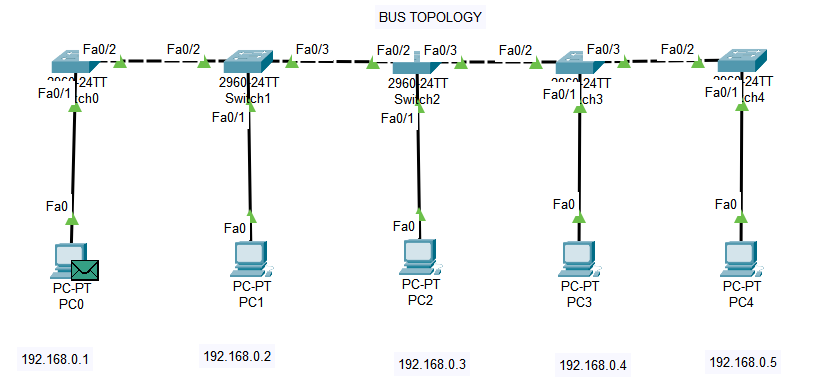 BUS TOPOLOGY
Fa0/2 Fa0/2 Fa0/3 Fa0/2 Fa0/3 Fa0/2 Fa0/3 Fa0/2
2960-24TT 2960-24TT 2960-24TT 2960-24TT 2960-24TT
ch0 Switch1 Switch2 ch3 ch4
Fa0/1 Fa0/1 Fa0/1 Fa0/1 Fa0/1
Fa0 Fa0 Fa0 Fa0 Fa0
PC-PT PC-PT PC-PT PC-PT PC-PT
PC0 PC1 PC2 PC3 PC4
192.168.0.1 192.168.0.2 192.168.0.3 192.168.0.4 192.168.0.5